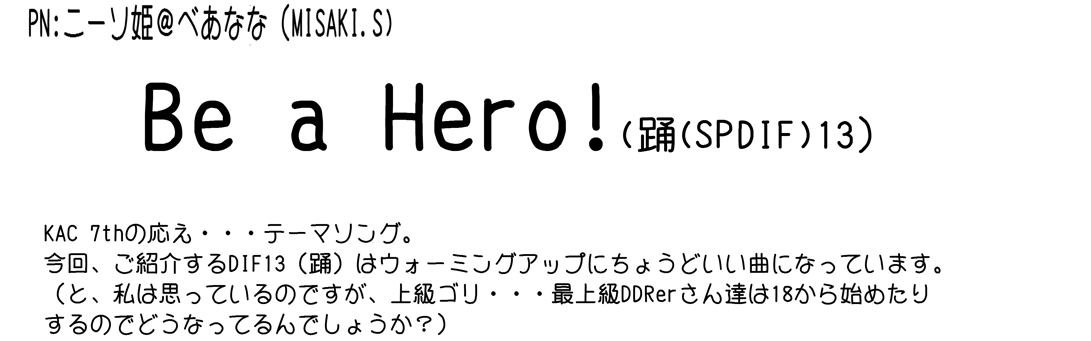 PN:ニーソ姫@べあなな(MISAKI.S)
Be a Hero!(踊(SPDIF)13)
KAC 7thの応え・・・テーマソング。
今回、ご紹介するDIF13(踊)はウォーミングアップにちょうどいい曲になっています。
(と、私は思っているのですが、上級ゴリ・・・最上級DDRerさん達は18から始めたり
するのでどうなってるんでしょうか?)